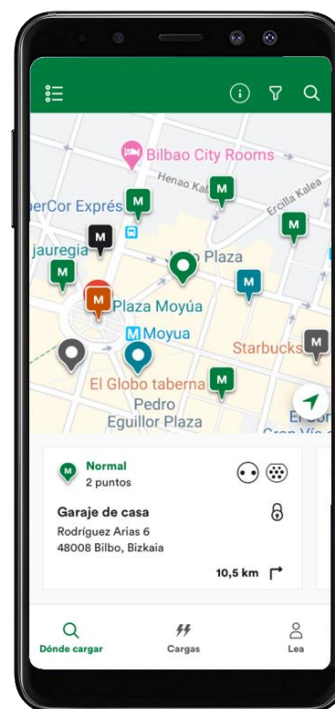 Bilbao City Rooms
Henao Kal
Ercilla Kalea
perCor Exprés
M
M
M
M
jauregia
Plaza
M
M
M
Plaza Moyúa
M Moyua
Starbucks
M
El Globo taberna
M
Pedro
Eguillor Plaza
Gran Vía
M
Normal
2 puntos
Garaje de casa
Rodríguez Arias 6
48008 Bilbo, Bizkaia
10,5 km
Dónde cargar
Cargas
Lea